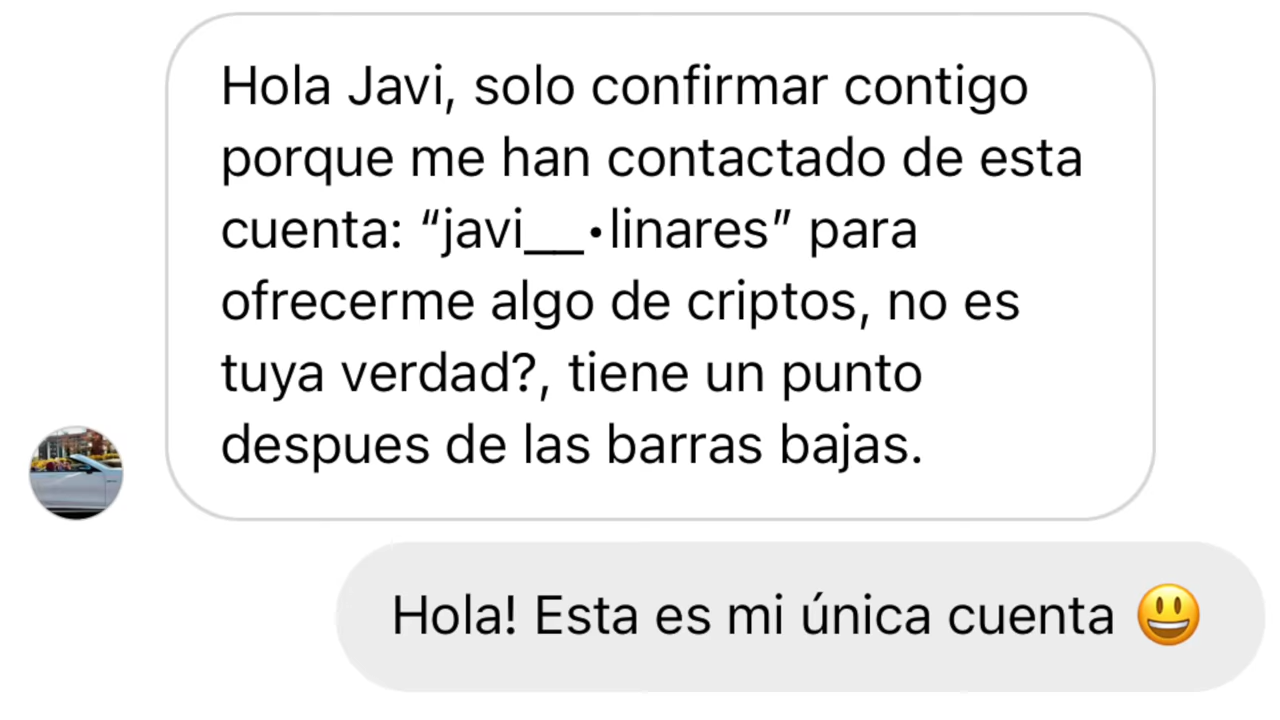 Hola Javi, solo confirmar contigo
porque me han contactado de esta
cuenta: “javi__•linares” para
ofrecerme algo de criptos, no es
tuya verdad?, tiene un punto
despues de las barras bajas.
Hola! Esta es mi única cuenta 😃